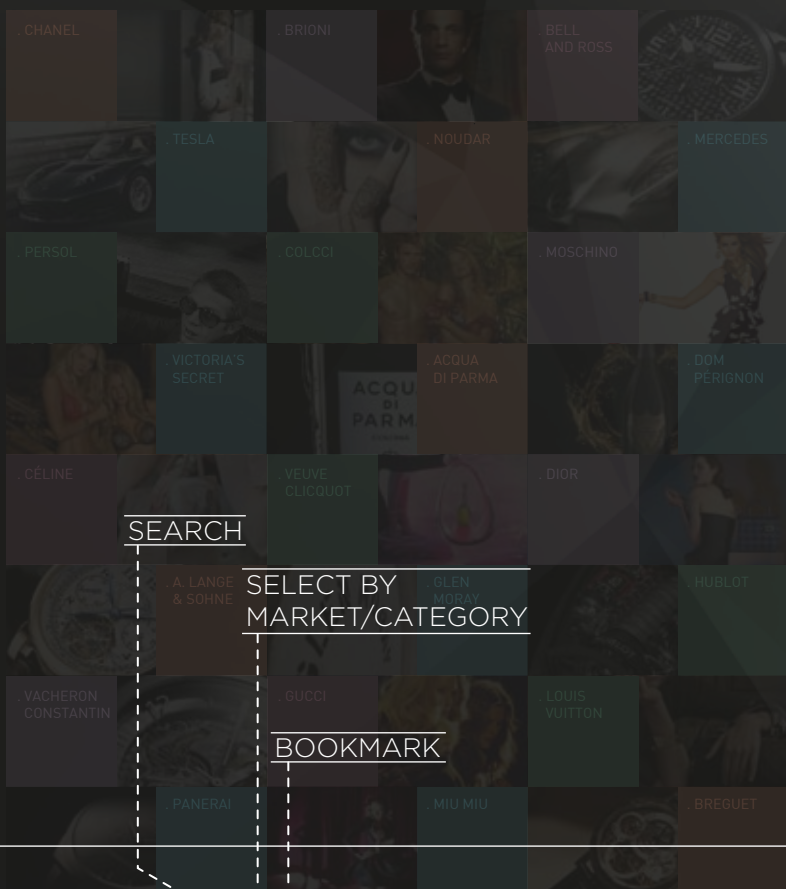 . CHANEL
. BRIONI
. BELL
AND ROSS
. TESLA
. NOUDAR
. MERCEDES
. PERSOL
. COLCCI
. MOSCHINO
. VICTORIA'S
SECRET
ACQU
DI
PARM
. ACQUA
DI PARMA
. DOM
PÉRIGNON
. CÉLINE
. VEUVE
CLICQUOT
. DIOR
SEARCH
. A. LANGE
& SOHNE
SELECT BY
MARKET/CATEGORY
. GLEN
MORAY
. HUBLOT
. VACHERON
CONSTANTIN
. GUCCI
. LOUIS
VUITTON
BOOKMARK
. PANERAI
. MIU MIU
. BREGUET